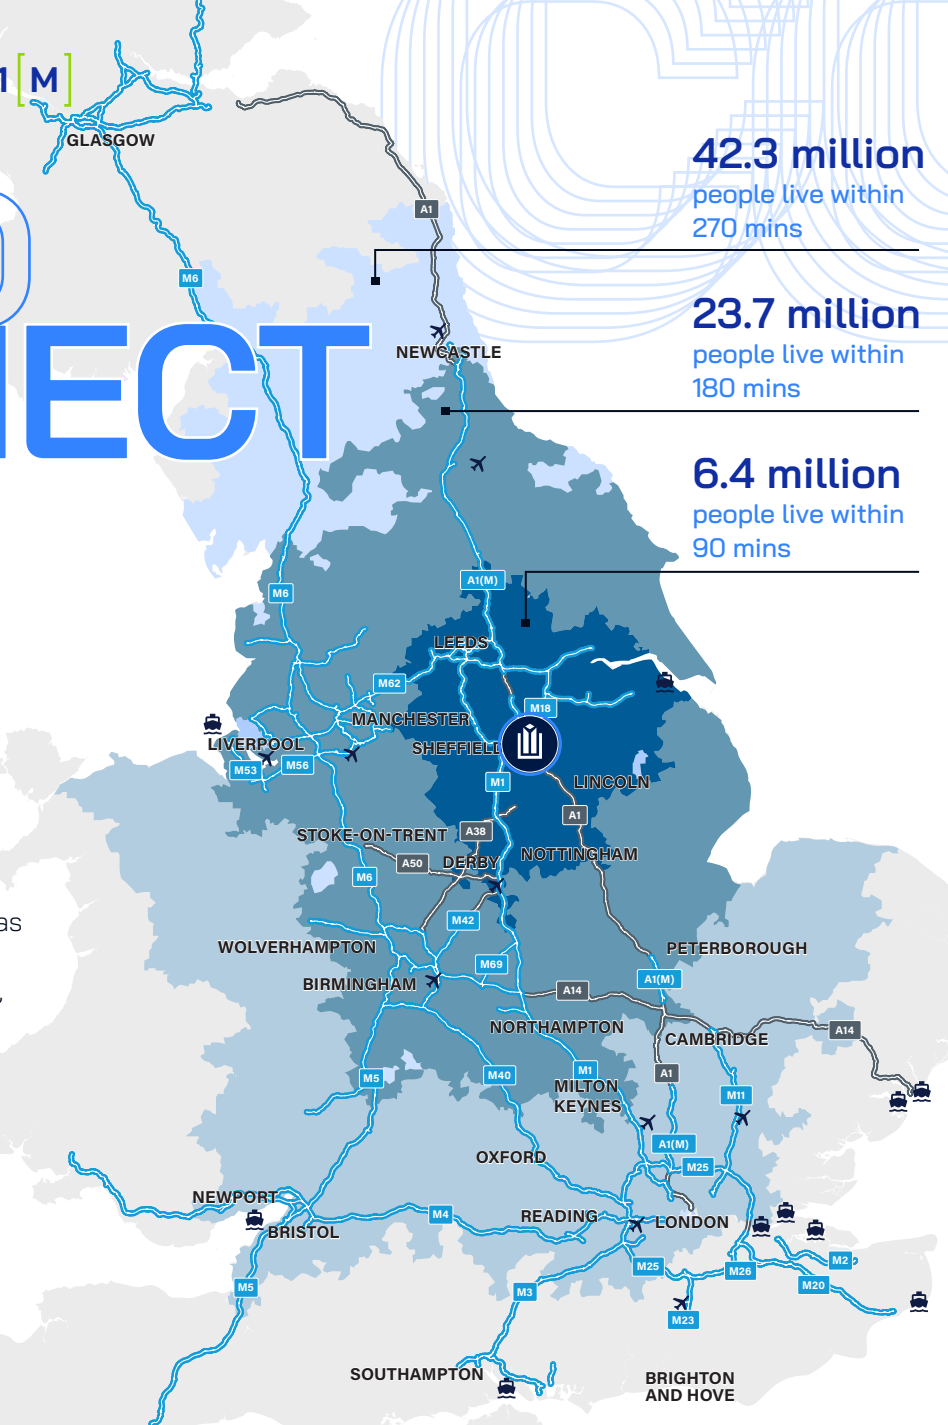 1[M]
GLASGOW
42.3 million
people live within
270 mins
A1
M6
23.7 million
people live within
180 mins
NECT
NEWCASTLE
6.4 million
people live within
90 mins
A1(M)
M6
LEEDS
M62
M18
MANCHESTER
LIVERPOOL
SHEFFIELD
M53
M56
M1
LINCOLN
A1
STOKE-ON-TRENT
A38
A50
DERBY
NOTTINGHAM
M6
as
M42
WOLVERHAMPTON
PETERBOROUGH
M69
BIRMINGHAM
A1(M)
A14
,
NORTHAMPTON
CAMBRIDGE
A14
M5
M40
M1
A1
MILTON
KEYNES
M11
A1(M)
OXFORD
M25
NEWPORT
M4
READING
LONDON
BRISTOL
M25
M26
M2
M5
M3
M20
M23
SOUTHAMPTON
BRIGHTON
AND HOVE